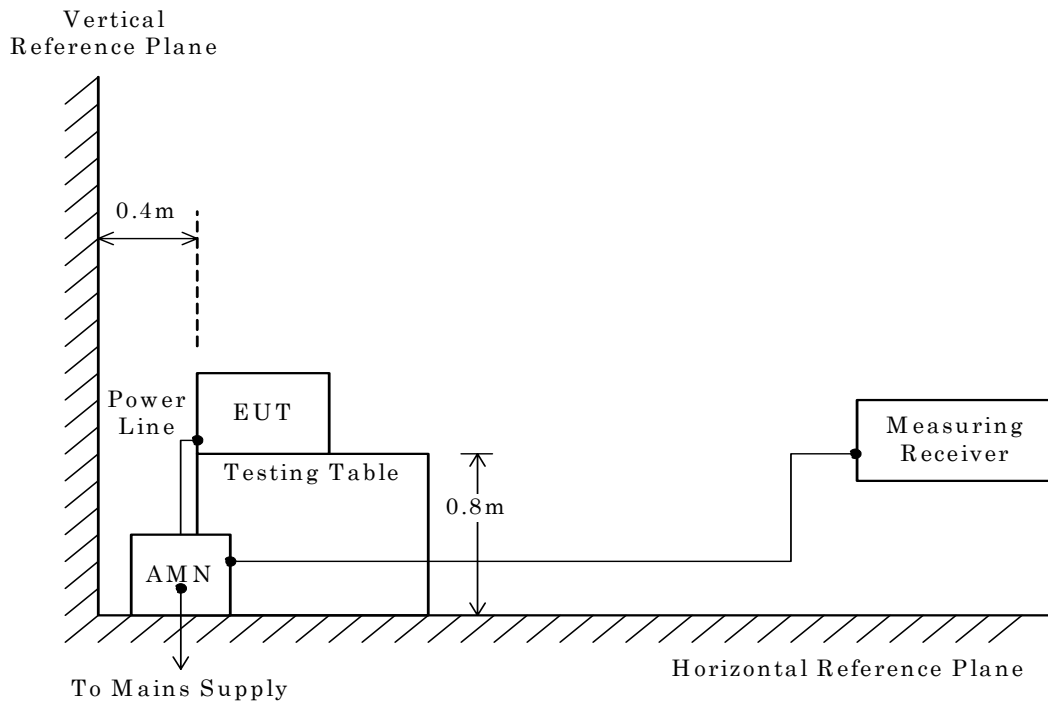 Vertical
Reference Plane
0.4m
Power
Line
EUT
Testing Table
0.8m
Measuring
Receiver
AMN
Horizontal Reference Plane
To Mains Supply